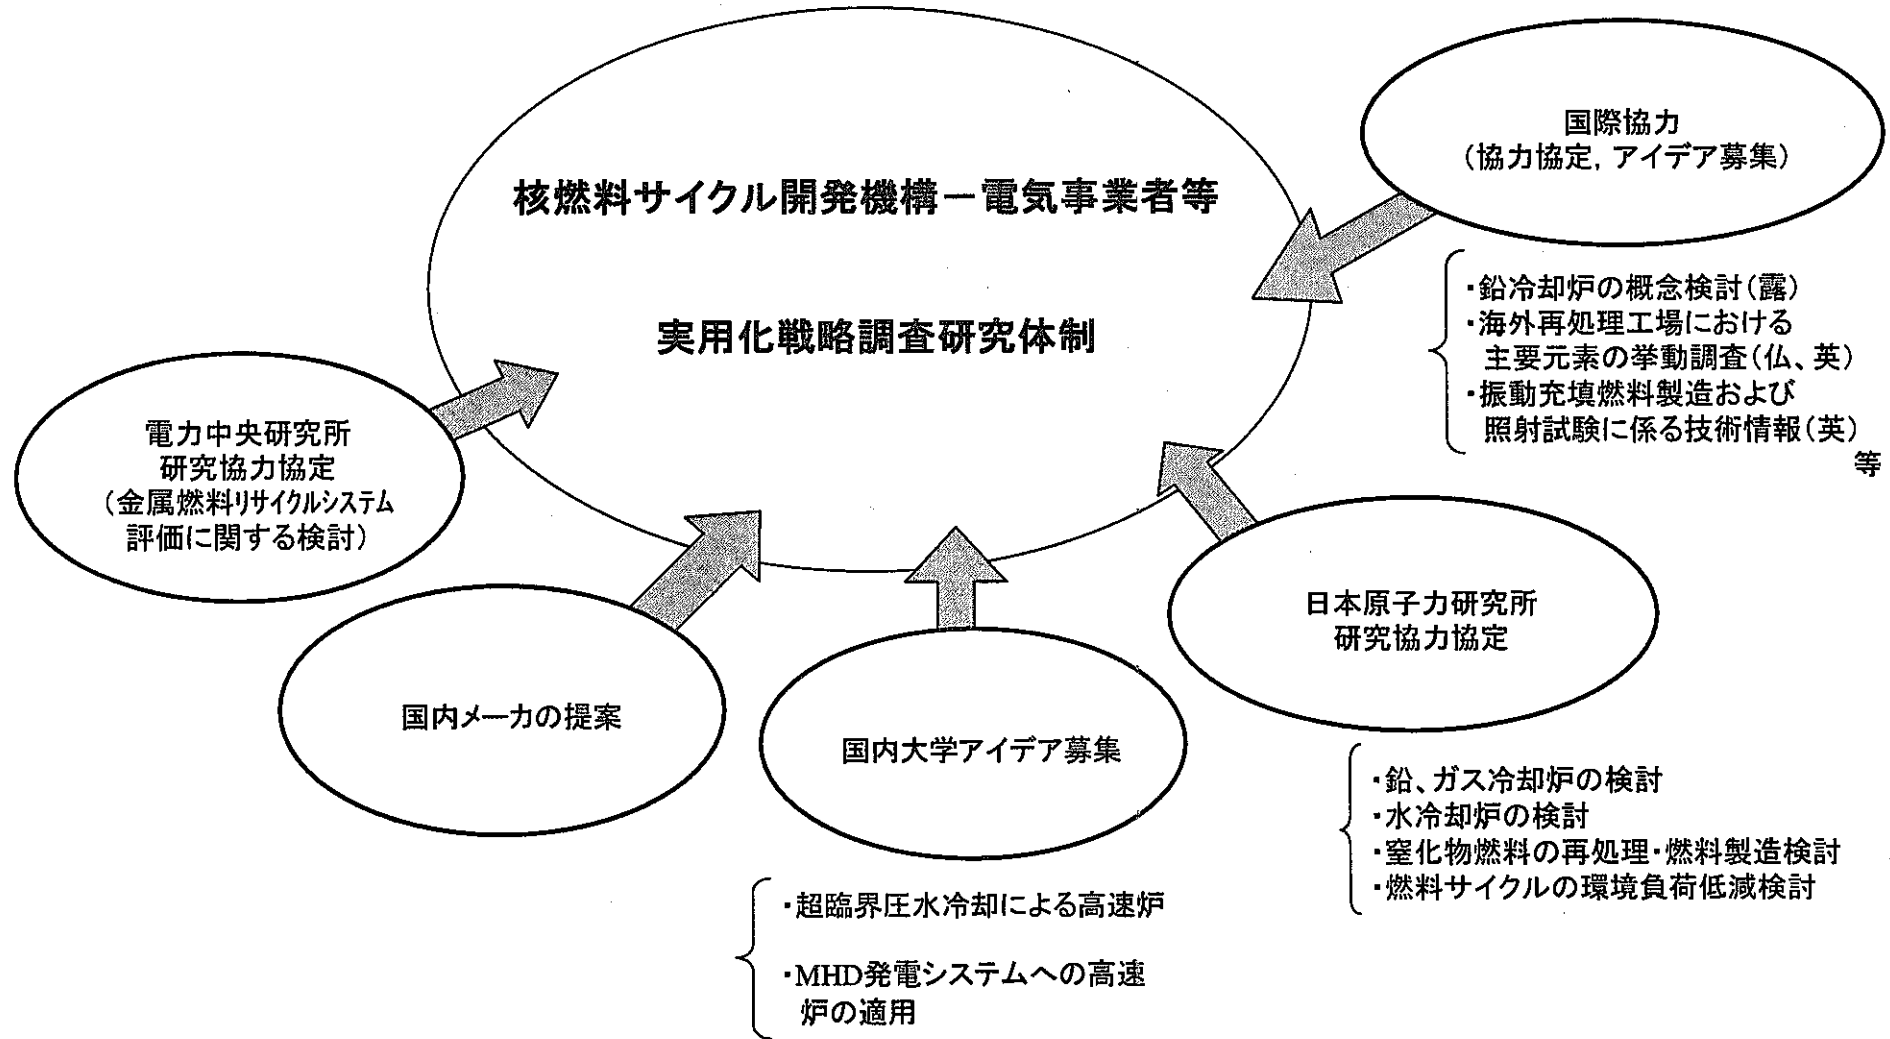 核燃料サイクル開発機構－電気事業者等
実用化戦略調査研究体制
国際協力
（協力協定, アイデア募集）
・鉛冷却炉の概念検討（露）
・海外再処理工場における
主要元素の挙動調査（仏、英）
・振動充填燃料製造および
照射試験に係る技術情報（英）
等
電力中央研究所
研究協力協定
（金属燃料リサイクルシステム
評価に関する検討）
国内メーカの提案
国内大学アイデア募集
・超臨界圧水冷却による高速炉
・MHD発電システムへの高速
炉の適用
日本原子力研究所
研究協力協定
・鉛、ガス冷却炉の検討
・水冷却炉の検討
・窒化物燃料の再処理・燃料製造検討
・燃料サイクルの環境負荷低減検討